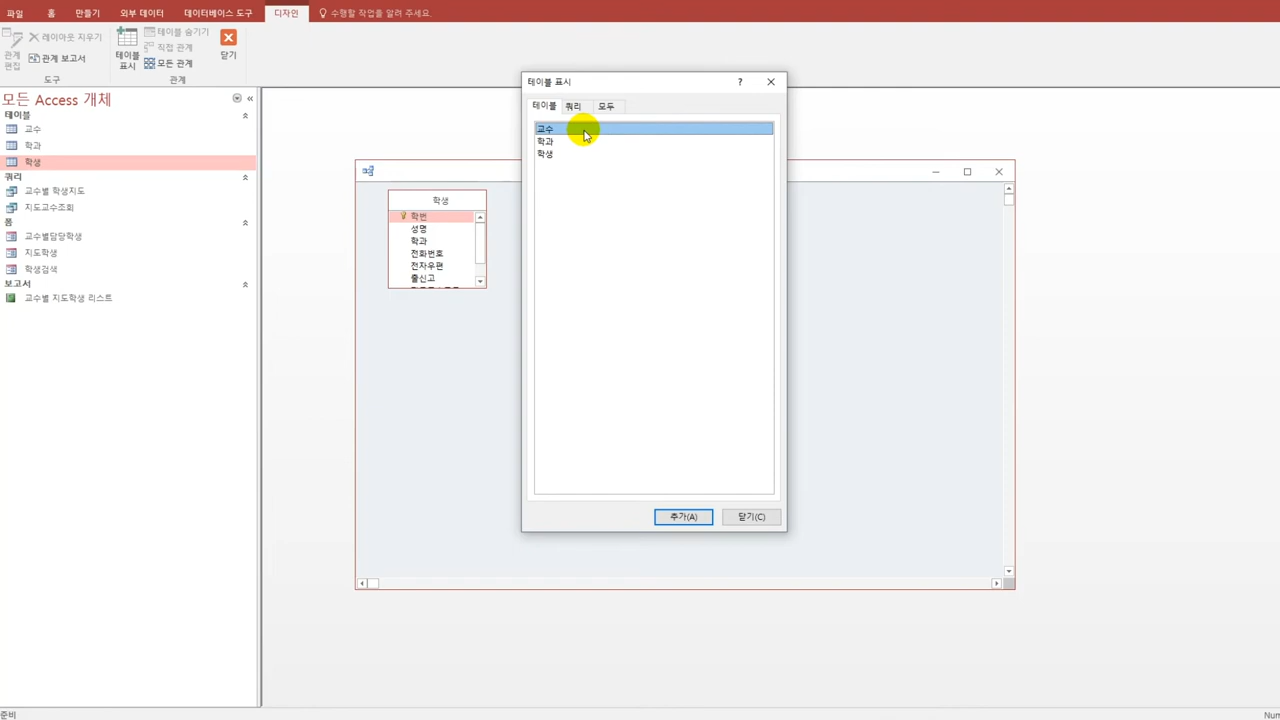 파일 홈 만들기 외부 데이터 데이터베이스 도구 디자인 수행할 작업을 알려 주세요.
관계 편집
레이아웃 지우기
관계 보고서
도구
테이블 표시
테이블 숨기기
직접 관계
모든 관계
관계
닫기
모든 Access 개체
테이블
교수
학과
학생
쿼리
교수별 학생지도
지도교수조회
폼
교수별담당학생
지도학생
학생검색
보고서
교수별 지도학생 리스트
학생
학번
성명
학과
전화번호
전자우편
출신고
테이블 표시
테이블 쿼리 모두
교수
학과
학생
추가(A) 닫기(C)
준비
Num